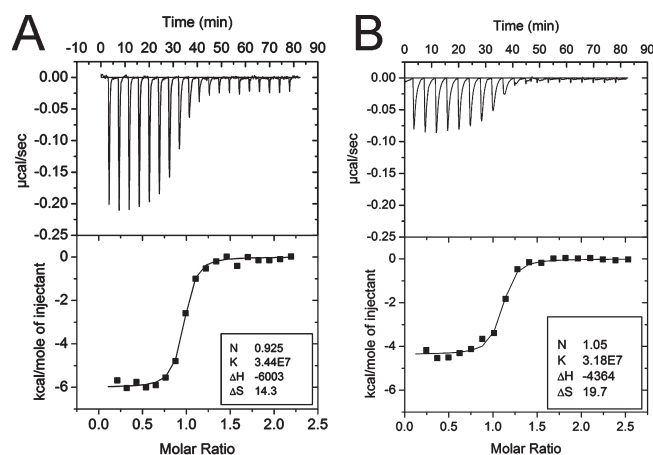 A
Time (min)
-10 0 10 20 30 40 50 60 70 80 90
0.00
-0.05
-0.10
-0.15
-0.20
-0.25
µcal/sec
0
-2
-4
-6
kcal/mole of injectant
N 0.925
K 3.44E7
ΔH -6003
ΔS 14.3
0.0 0.5 1.0 1.5 2.0 2.5
Molar Ratio
B
Time (min)
0 10 20 30 40 50 60 70 80 90
0.00
-0.05
-0.10
-0.15
-0.20
-0.25
µcal/sec
0
-2
-4
-6
kcal/mole of injectant
N 1.05
K 3.18E7
ΔH -4364
ΔS 19.7
0.0 0.5 1.0 1.5 2.0 2.5
Molar Ratio